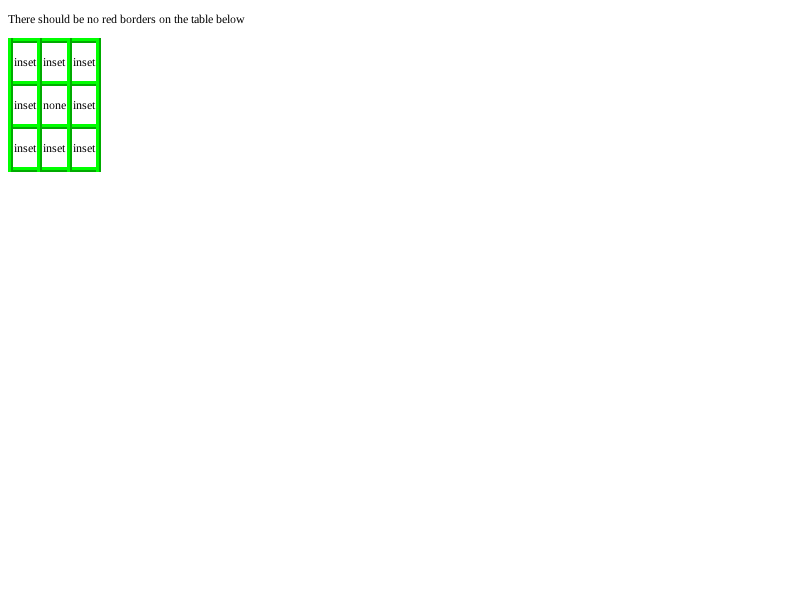 There should be no red borders on the table below
inset inset inset
inset none inset
inset inset inset